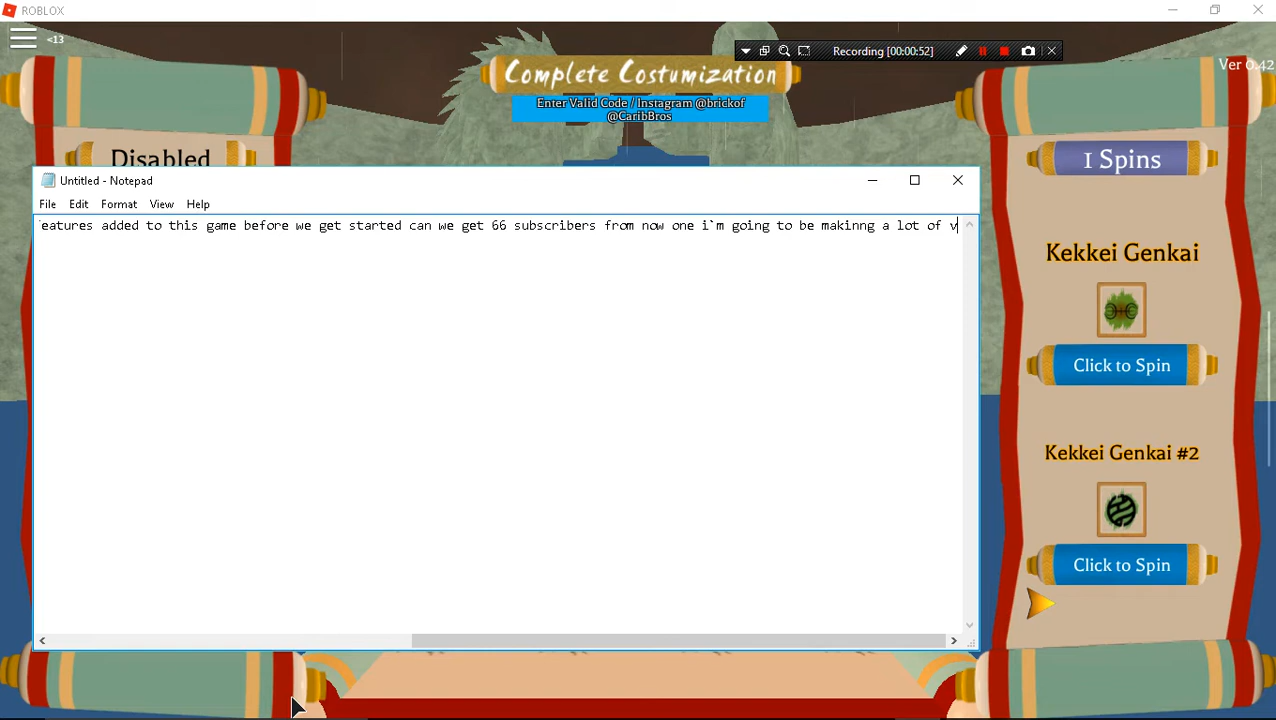 ROBLOX
<13
Recording [00:00:52]
Ver 0.42
Complete Costumization
Enter Valid Code / Instagram @brickof
@CaribBros
Disabled
1 Spins
Untitled - Notepad
File Edit Format View Help
eatures added to this game before we get started can we get 66 subscribers from now one i`m going to be makinng a lot of v
Kekkei Genkai
Click to Spin
Kekkei Genkai #2
Click to Spin